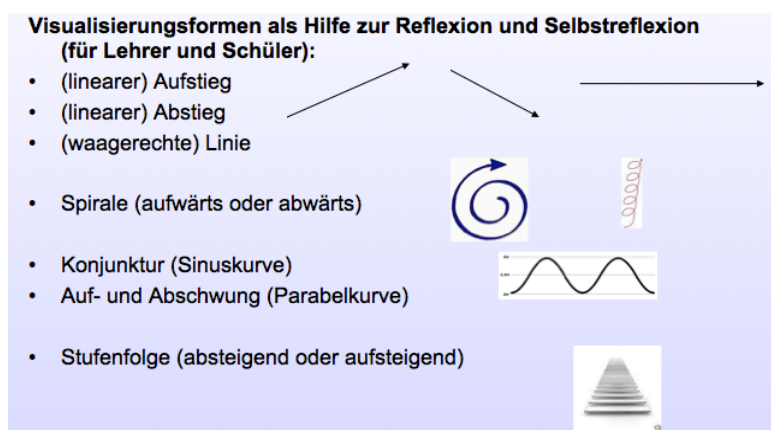 Visualisierungsformen als Hilfe zur Reflexion und Selbstreflexion
(für Lehrer und Schüler):
• (linearer) Aufstieg
• (linearer) Abstieg
• (waagerechte) Linie
• Spirale (aufwärts oder abwärts)
• Konjunktur (Sinuskurve)
• Auf- und Abschwung (Parabelkurve)
• Stufenfolge (absteigend oder aufsteigend)